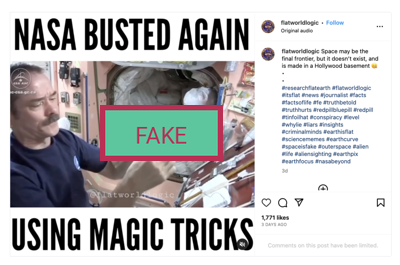 NASA BUSTED AGAIN
FAKE
@flatworldlogic
USING MAGIC TRICKS
flatworldlogic • Follow
Original audio
flatworldlogic Space may be the
final frontier, but it doesn't exist, and
is made in a Hollywood basement 😄
•
•
#researchflatearth #flatworldlogic
#itsflat #news #journalist #facts
#factsoflife #fe #truthbetold
#truthhurts #redpillbluepill #redpill
#tinfoilhat #conspiracy #level
#whylie #liars #insights
#criminalminds #earthisflat
#sciencememes #earthcurve
#spaceisfake #outerspace #alien
#life #aliensighting #earthpix
#earthfocus #nasabeyond
3d
1,771 likes
3 DAYS AGO
Comments on this post have been limited.